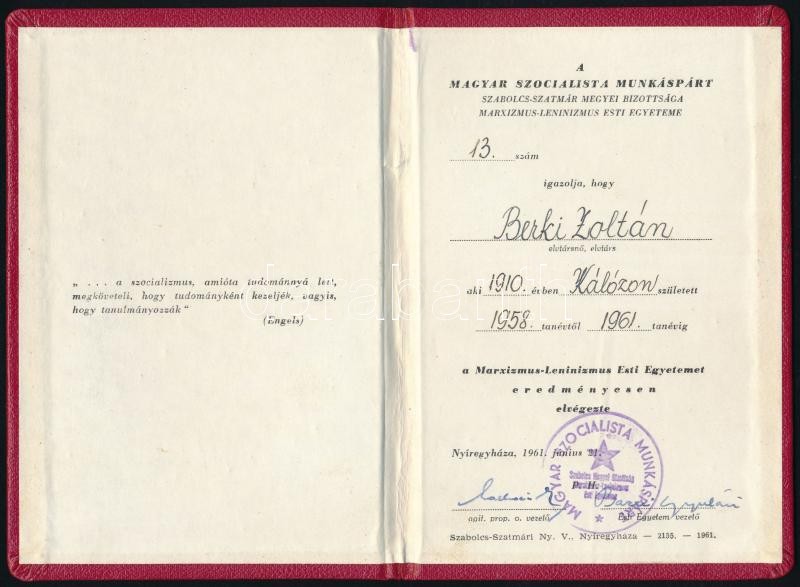 „ . . . a szocializmus, amióta tudománnyá lett,
megköveteli, hogy tudományként kezeljék, vagyis,
hogy tanulmányozzák“
(Engels)
A
MAGYAR SZOCIALISTA MUNKÁSPÁRT
SZABOLCS-SZATMÁR MEGYEI BIZOTTSÁGA
MARXIZMUS-LENINIZMUS ESTI EGYETEME
13. szám
igazolja, hogy
Berki Zoltán
elvtársnő, elvtárs
aki 1910. évben Kálózon született
1958. tanévtől 1961. tanévig
a Marxizmus-Leninizmus Esti Egyetemet
eredményesen
elvégezte
Nyíregyháza, 1961. június 21.
MAGYAR SZOCIALISTA MUNKÁSPÁRT
P. H.
agit. prop. o. vezető
Esti Egyetem vezető
Szabolcs-Szatmári Ny. V., Nyíregyháza — 2135. — 1961.